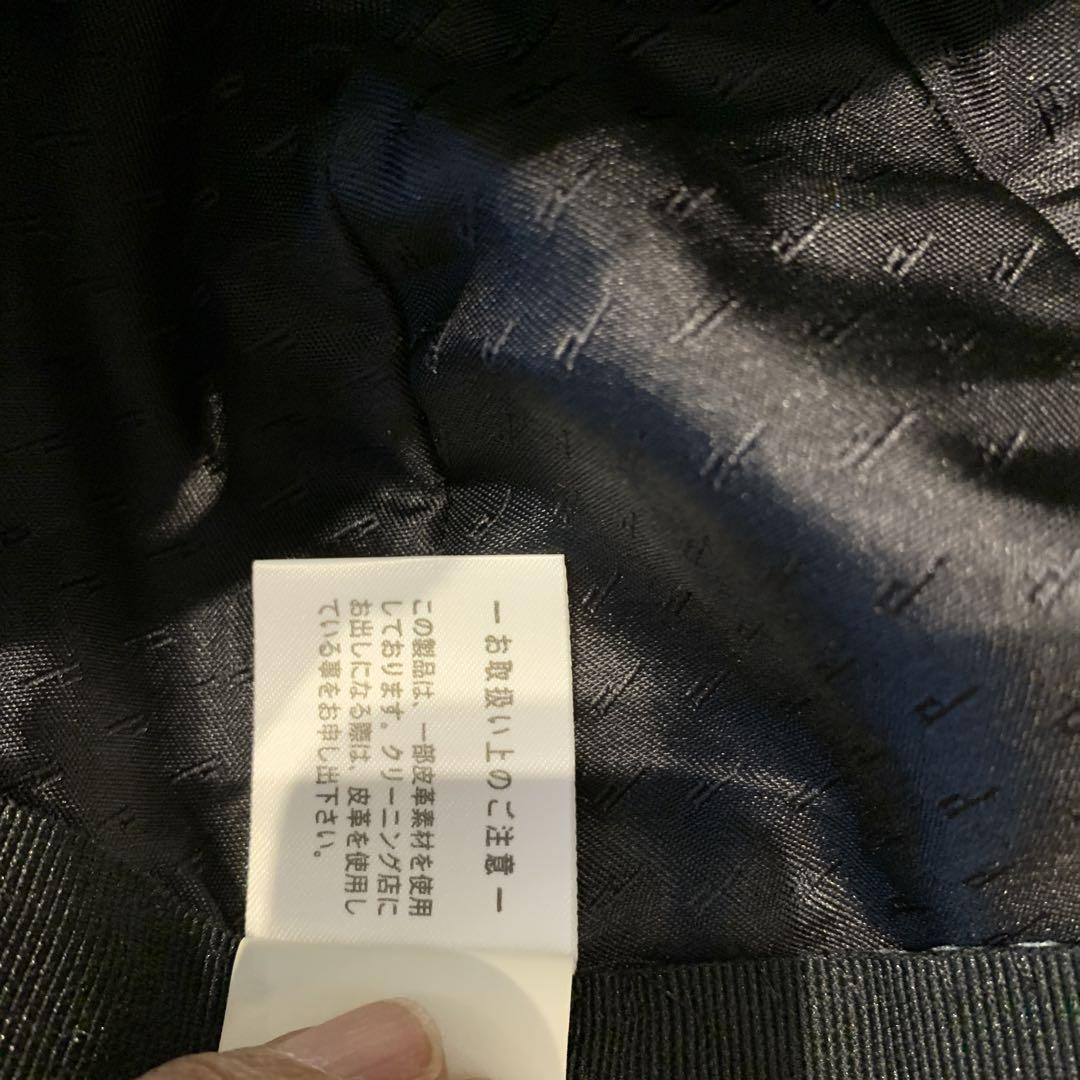 ー お取扱い上のご注意 ー
この製品は、一部皮革素材を使用
しております。クリーニング店に
お出しになる際は、皮革を使用し
ている事をお申し出下さい。